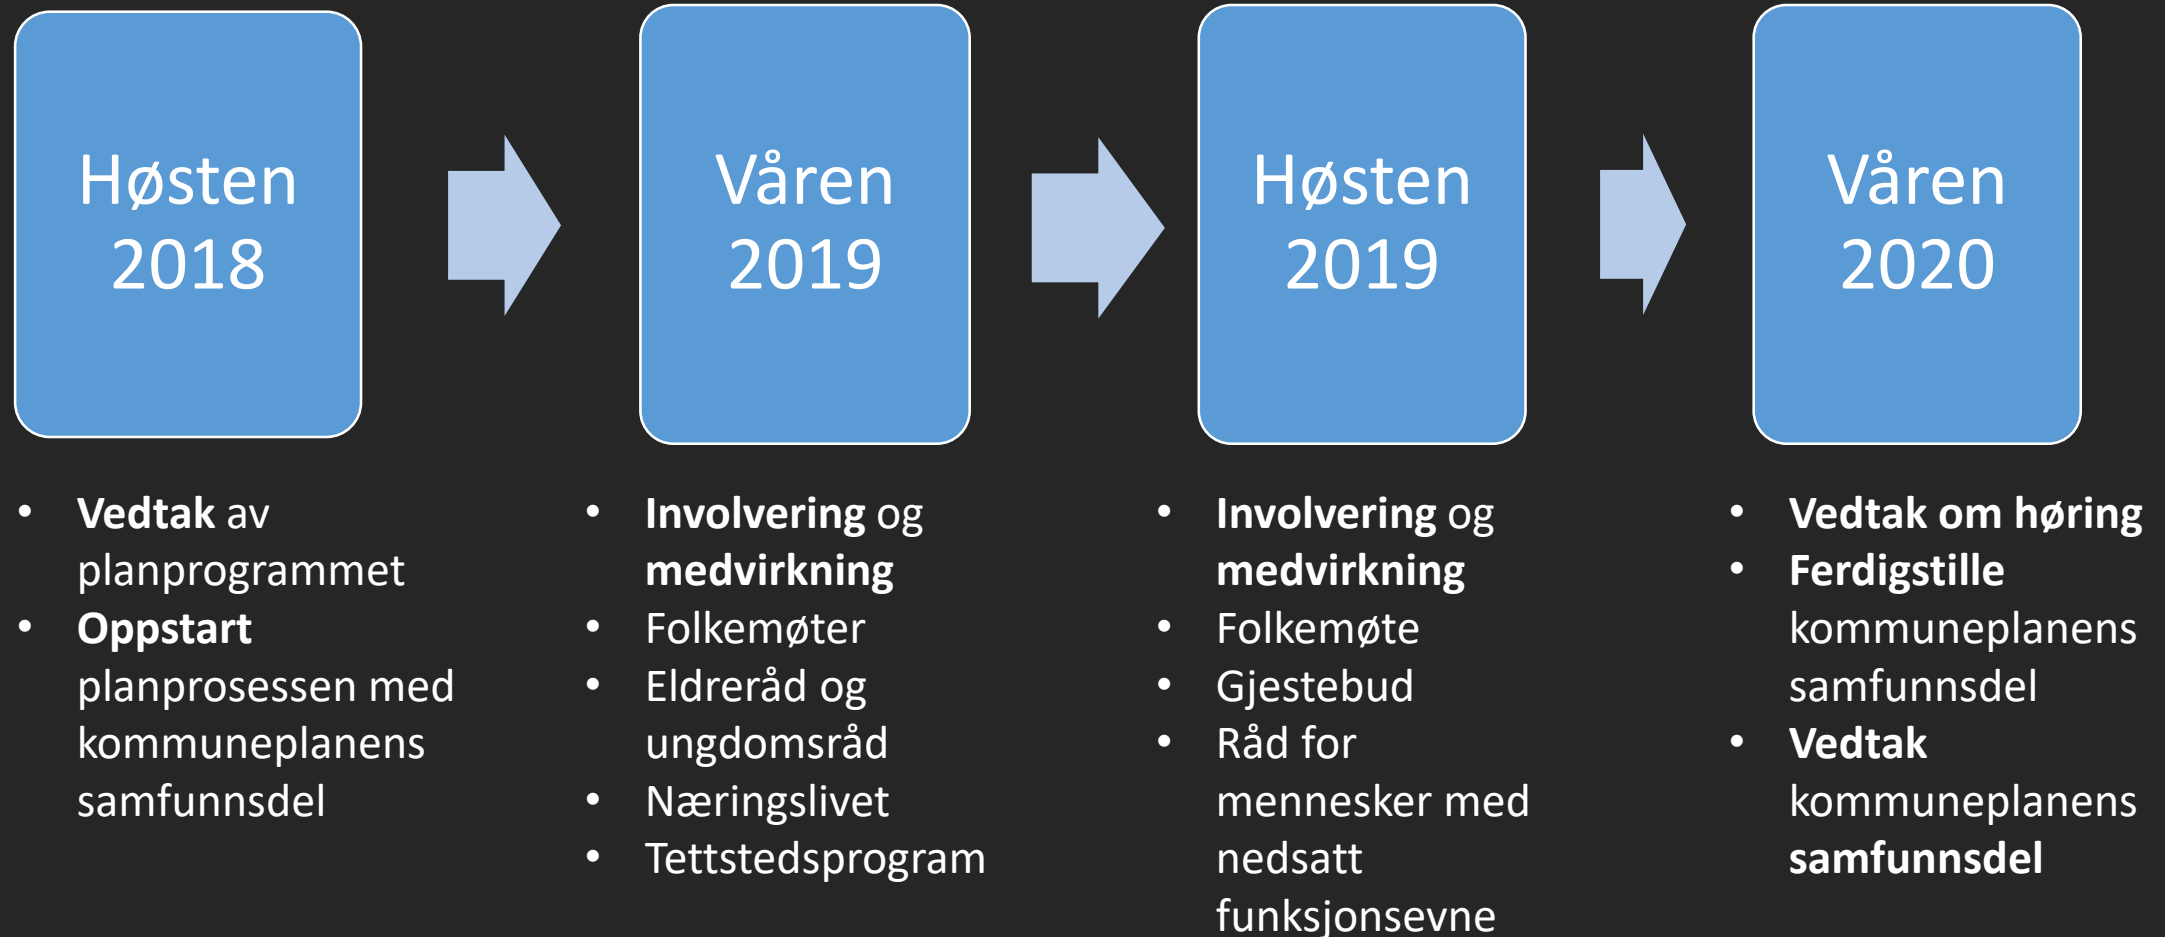 Høsten
2018
Våren
2019
Høsten
2019
Våren
2020
• Vedtak av
planprogrammet
• Oppstart
planprosessen med
kommuneplanens
samfunnsdel
• Involvering og
medvirkning
• Folkemøter
• Eldreråd og
ungdomsråd
• Næringslivet
• Tettstedsprogram
• Involvering og
medvirkning
• Folkemøte
• Gjestebud
• Råd for
mennesker med
nedsatt
funksjonsevne
• Vedtak om høring
• Ferdigstille
kommuneplanens
samfunnsdel
• Vedtak
kommuneplanens
samfunnsdel